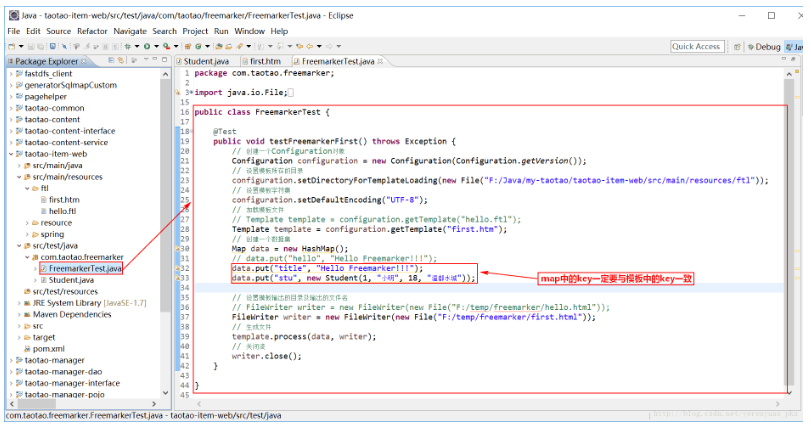 Java - taotao-item-web/src/test/java/com/taotao/freemarker/FreemarkerTest.java - Eclipse
File Edit Source Refactor Navigate Search Project Run Window Help
Quick Access Debug
Package Explorer
Student.java first.htm FreemarkerTest.java
fastdfs_client
generatorSqlmapCustom
pagehelper
taotao-common
taotao-content
taotao-content-interface
taotao-content-service
taotao-item-web
src/main/java
src/main/resources
ftl
first.htm
hello.ftl
resource
spring
src/test/java
com.taotao.freemarker
FreemarkerTest.java
Student.java
src/test/resources
JRE System Library [JavaSE-1.7]
Maven Dependencies
src
target
pom.xml
taotao-manager
taotao-manager-dao
taotao-manager-interface
taotao-manager-pojo
1 package com.taotao.freemarker;
2
3 import java.io.File;
15
16 public class FreemarkerTest {
17
18 @Test
19 public void testFreemarkerFirst() throws Exception {
20 // 创建一个Configuration对象
21 Configuration configuration = new Configuration(Configuration.getVersion());
22 // 设置模板所在的目录
23 configuration.setDirectoryForTemplateLoading(new File("F:/Java/my-taotao/taotao-item-web/src/main/resources/ftl"));
24 // 设置模板字符集
25 configuration.setDefaultEncoding("UTF-8");
26 // 加载模板文件
27 // Template template = configuration.getTemplate("hello.ftl");
28 Template template = configuration.getTemplate("first.htm");
29 // 创建一个数据集
30 Map data = new HashMap();
31 // data.put("hello", "Hello Freemarker!!!");
32 data.put("title", "Hello Freemarker!!!");
33 data.put("stu", new Student(1, "小明", 18, "温都水城"));
34
35 // 设置模板输出的目录及输出的文件名
36 // FileWriter writer = new FileWriter(new File("F:/temp/freemarker/hello.html"));
37 FileWriter writer = new FileWriter(new File("F:/temp/freemarker/first.html"));
38 // 生成文件
39 template.process(data, writer);
40 // 关闭流
41 writer.close();
42 }
43
44 }
45
map中的key一定要与模板中的key一致
com.taotao.freemarker.FreemarkerTest.java - taotao-item-web/src/test/java